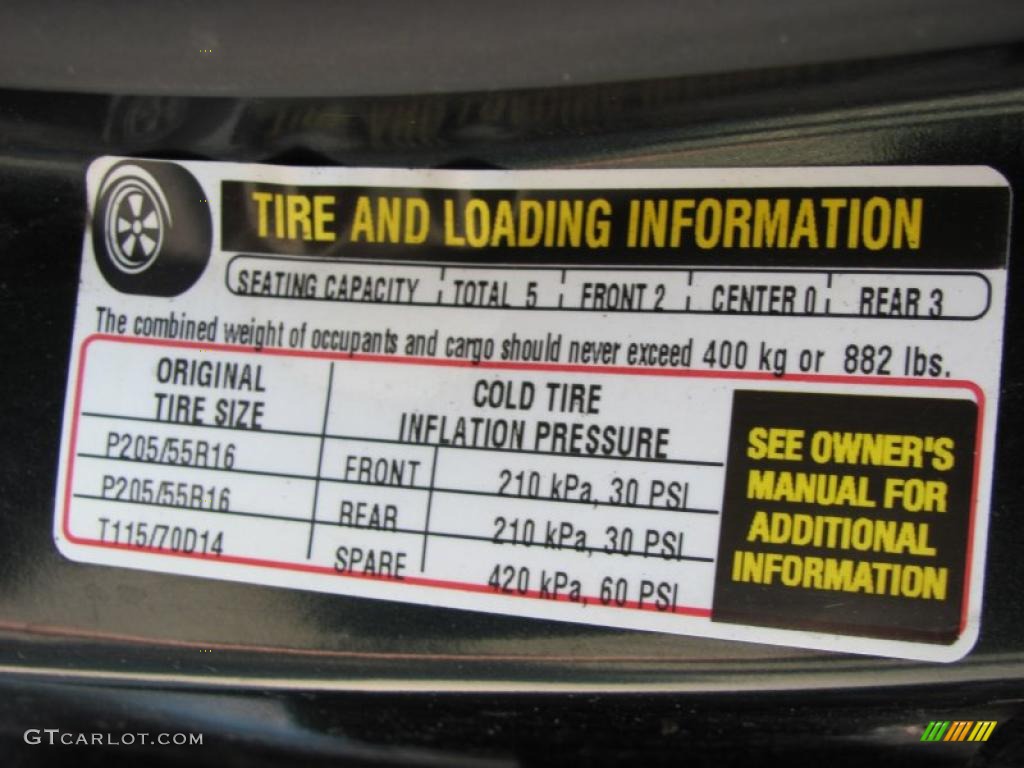 TIRE AND LOADING INFORMATION
SEATING CAPACITY TOTAL 5 FRONT 2 CENTER 0 REAR 3
The combined weight of occupants and cargo should never exceed 400 kg or 882 lbs.
ORIGINAL
TIRE SIZE
COLD TIRE
INFLATION PRESSURE
P205/55R16 FRONT 210 kPa, 30 PSI
P205/55R16 REAR 210 kPa, 30 PSI
T115/70D14 SPARE 420 kPa, 60 PSI
SEE OWNER'S
MANUAL FOR
ADDITIONAL
INFORMATION
GTCARLOT.COM